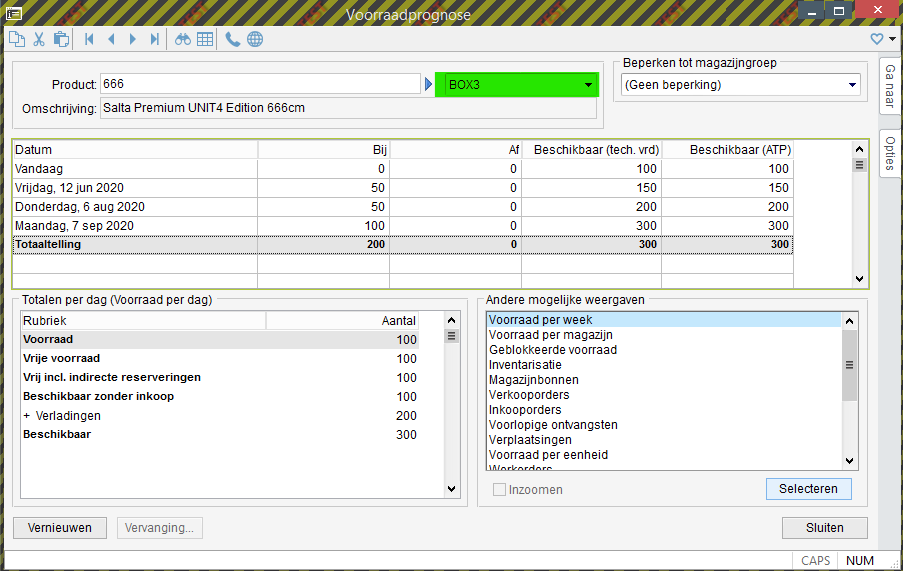 Voorraadprognose
Product: 666 BOX3
Omschrijving: Salta Premium UNIT4 Edition 666cm
Beperken tot magazijngroep
(Geen beperking)
Ga naar
Opties
Datum Bij Af Beschikbaar (tech. vrd) Beschikbaar (ATP)
Vandaag 0 0 100 100
Vrijdag, 12 jun 2020 50 0 150 150
Donderdag, 6 aug 2020 50 0 200 200
Maandag, 7 sep 2020 100 0 300 300
Totaaltelling 200 0 300 300
Totalen per dag (Voorraad per dag)
Rubriek Aantal
Voorraad 100
Vrije voorraad 100
Vrij incl. indirecte reserveringen 100
Beschikbaar zonder inkoop 100
+ Verladingen 200
Beschikbaar 300
Andere mogelijke weergaven
Voorraad per week
Voorraad per magazijn
Geblokkeerde voorraad
Inventarisatie
Magazijnbonnen
Verkooporders
Inkooporders
Voorlopige ontvangsten
Verplaatsingen
Voorraad per eenheid
Werkorders
Inzoomen
Selecteren
Vernieuwen
Vervanging...
Sluiten
CAPS NUM